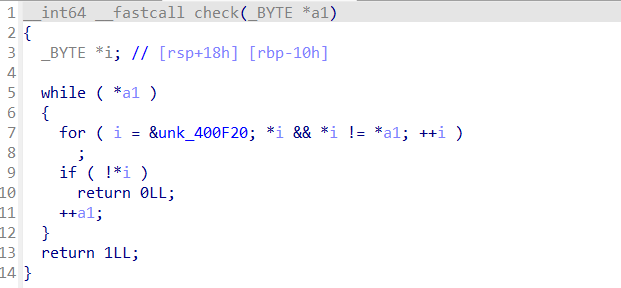 1 __int64 __fastcall check(_BYTE *a1)
2 {
3   _BYTE *i; // [rsp+18h] [rbp-10h]
4
5   while ( *a1 )
6   {
7     for ( i = &unk_400F20; *i && *i != *a1; ++i )
8       ;
9     if ( !*i )
10       return 0LL;
11     ++a1;
12   }
13   return 1LL;
14 }